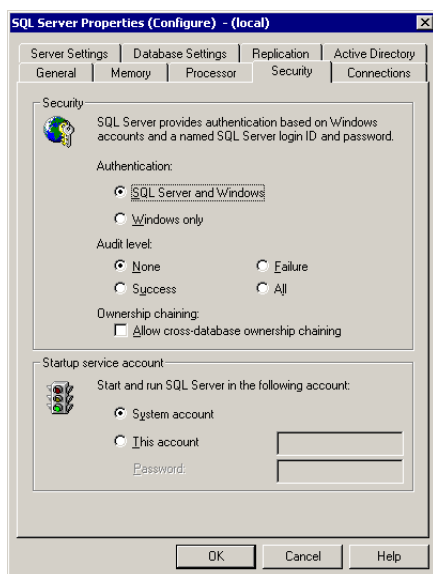 SQL Server Properties (Configure) - (local)
Server Settings Database Settings Replication Active Directory
General Memory Processor Security Connections
Security
SQL Server provides authentication based on Windows
accounts and a named SQL Server login ID and password.
Authentication:
SQL Server and Windows
Windows only
Audit level:
None Failure
Success All
Ownership chaining:
Allow cross-database ownership chaining
Startup service account
Start and run SQL Server in the following account:
System account
This account
Password:
OK Cancel Help